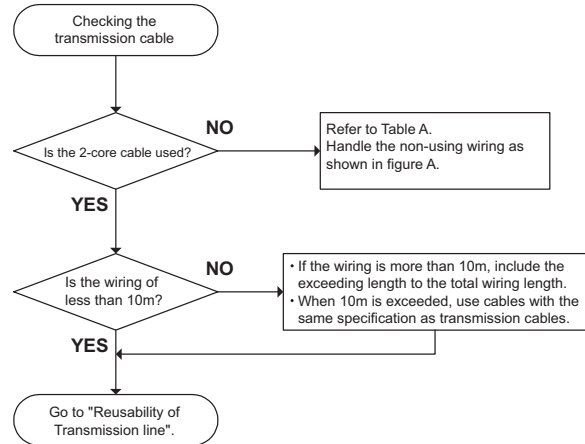 Checking the
transmission cable
Is the 2-core cable used?
NO
Refer to Table A.
Handle the non-using wiring as
shown in figure A.
YES
Is the wiring of
less than 10m?
NO
• If the wiring is more than 10m, include the
exceeding length to the total wiring length.
• When 10m is exceeded, use cables with the
same specification as transmission cables.
YES
Go to "Reusability of
Transmission line".